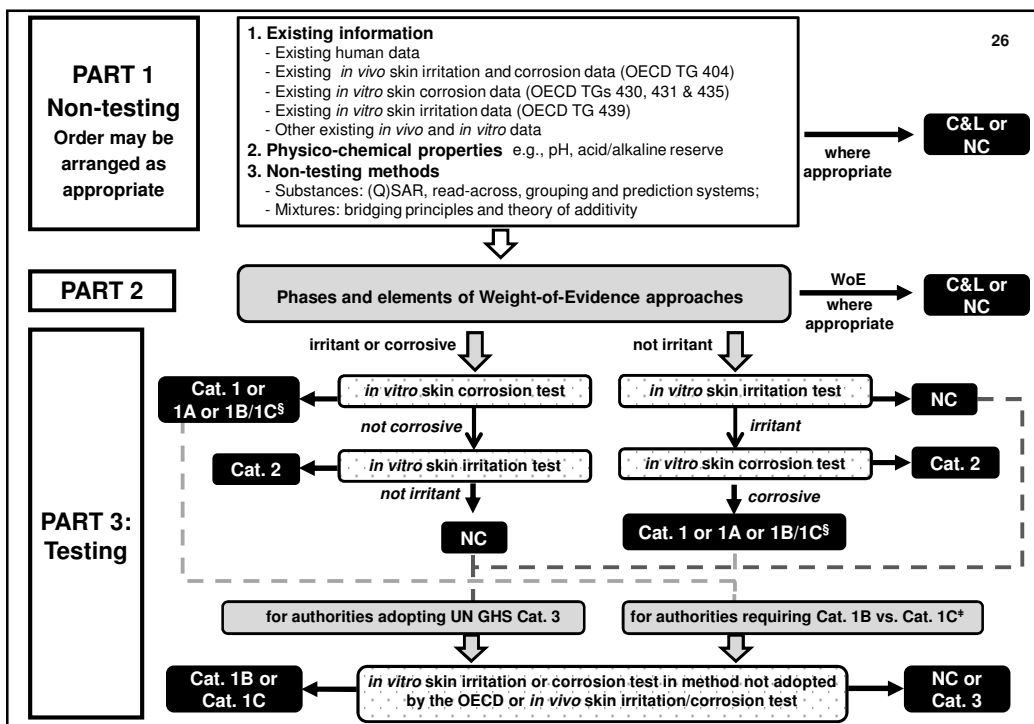 26
PART 1
Non-testing
Order may be
arranged as
appropriate
1. Existing information
- Existing human data
- Existing in vivo skin irritation and corrosion data (OECD TG 404)
- Existing in vitro skin corrosion data (OECD TGs 430, 431 & 435)
- Existing in vitro skin irritation data (OECD TG 439)
- Other existing in vivo and in vitro data
2. Physico-chemical properties e.g., pH, acid/alkaline reserve
3. Non-testing methods
- Substances: (Q)SAR, read-across, grouping and prediction systems;
- Mixtures: bridging principles and theory of additivity
where
appropriate
C&L or
NC
PART 2
Phases and elements of Weight-of-Evidence approaches
WoE
where
appropriate
C&L or
NC
PART 3:
Testing
irritant or corrosive
not irritant
Cat. 1 or
1A or 1B/1C§
in vitro skin corrosion test
in vitro skin irritation test
NC
not corrosive
irritant
Cat. 2
in vitro skin irritation test
in vitro skin corrosion test
Cat. 2
not irritant
corrosive
NC
Cat. 1 or 1A or 1B/1C§
for authorities adopting UN GHS Cat. 3
for authorities requiring Cat. 1B vs. Cat. 1C‡
Cat. 1B or
Cat. 1C
in vitro skin irritation or corrosion test in method not adopted
by the OECD or in vivo skin irritation/corrosion test
NC or
Cat. 3